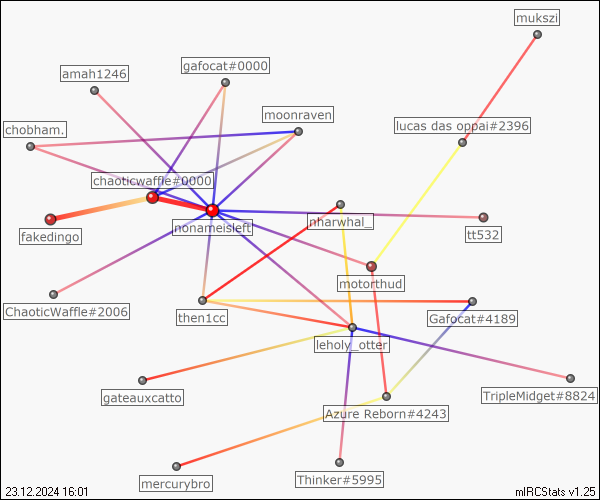 mukszi
gafocat#0000
amah1246
moonraven
lucas das oppai#2396
chobham.
chaoticwaffle#0000
nharwhal_
nonameisleft
tt532
fakedingo
motorthud
ChaoticWaffle#2006
then1cc
Gafocat#4189
leholy_otter
gateauxcatto
TripleMidget#8824
Azure Reborn#4243
Thinker#5995
mercurybro
23.12.2024 16:01
mIRCStats v1.25